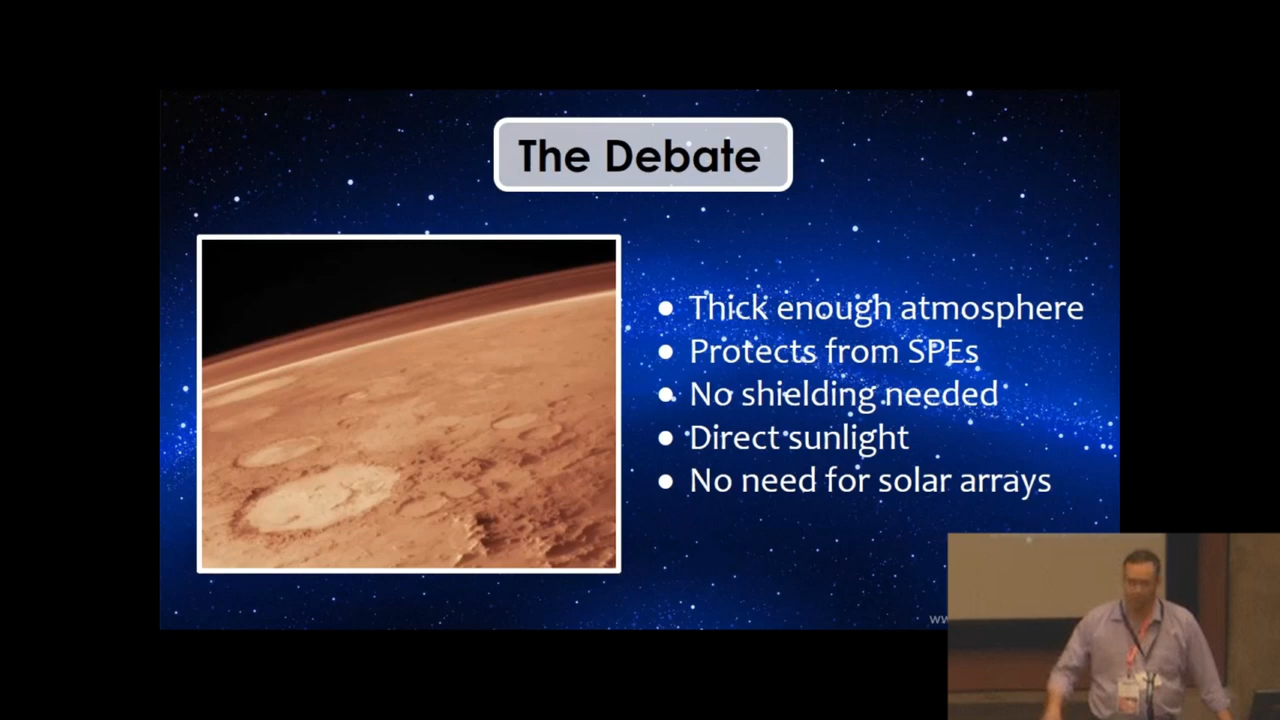 The Debate
Thick enough atmosphere
Protects from SPEs
No shielding needed
Direct sunlight
No need for solar arrays